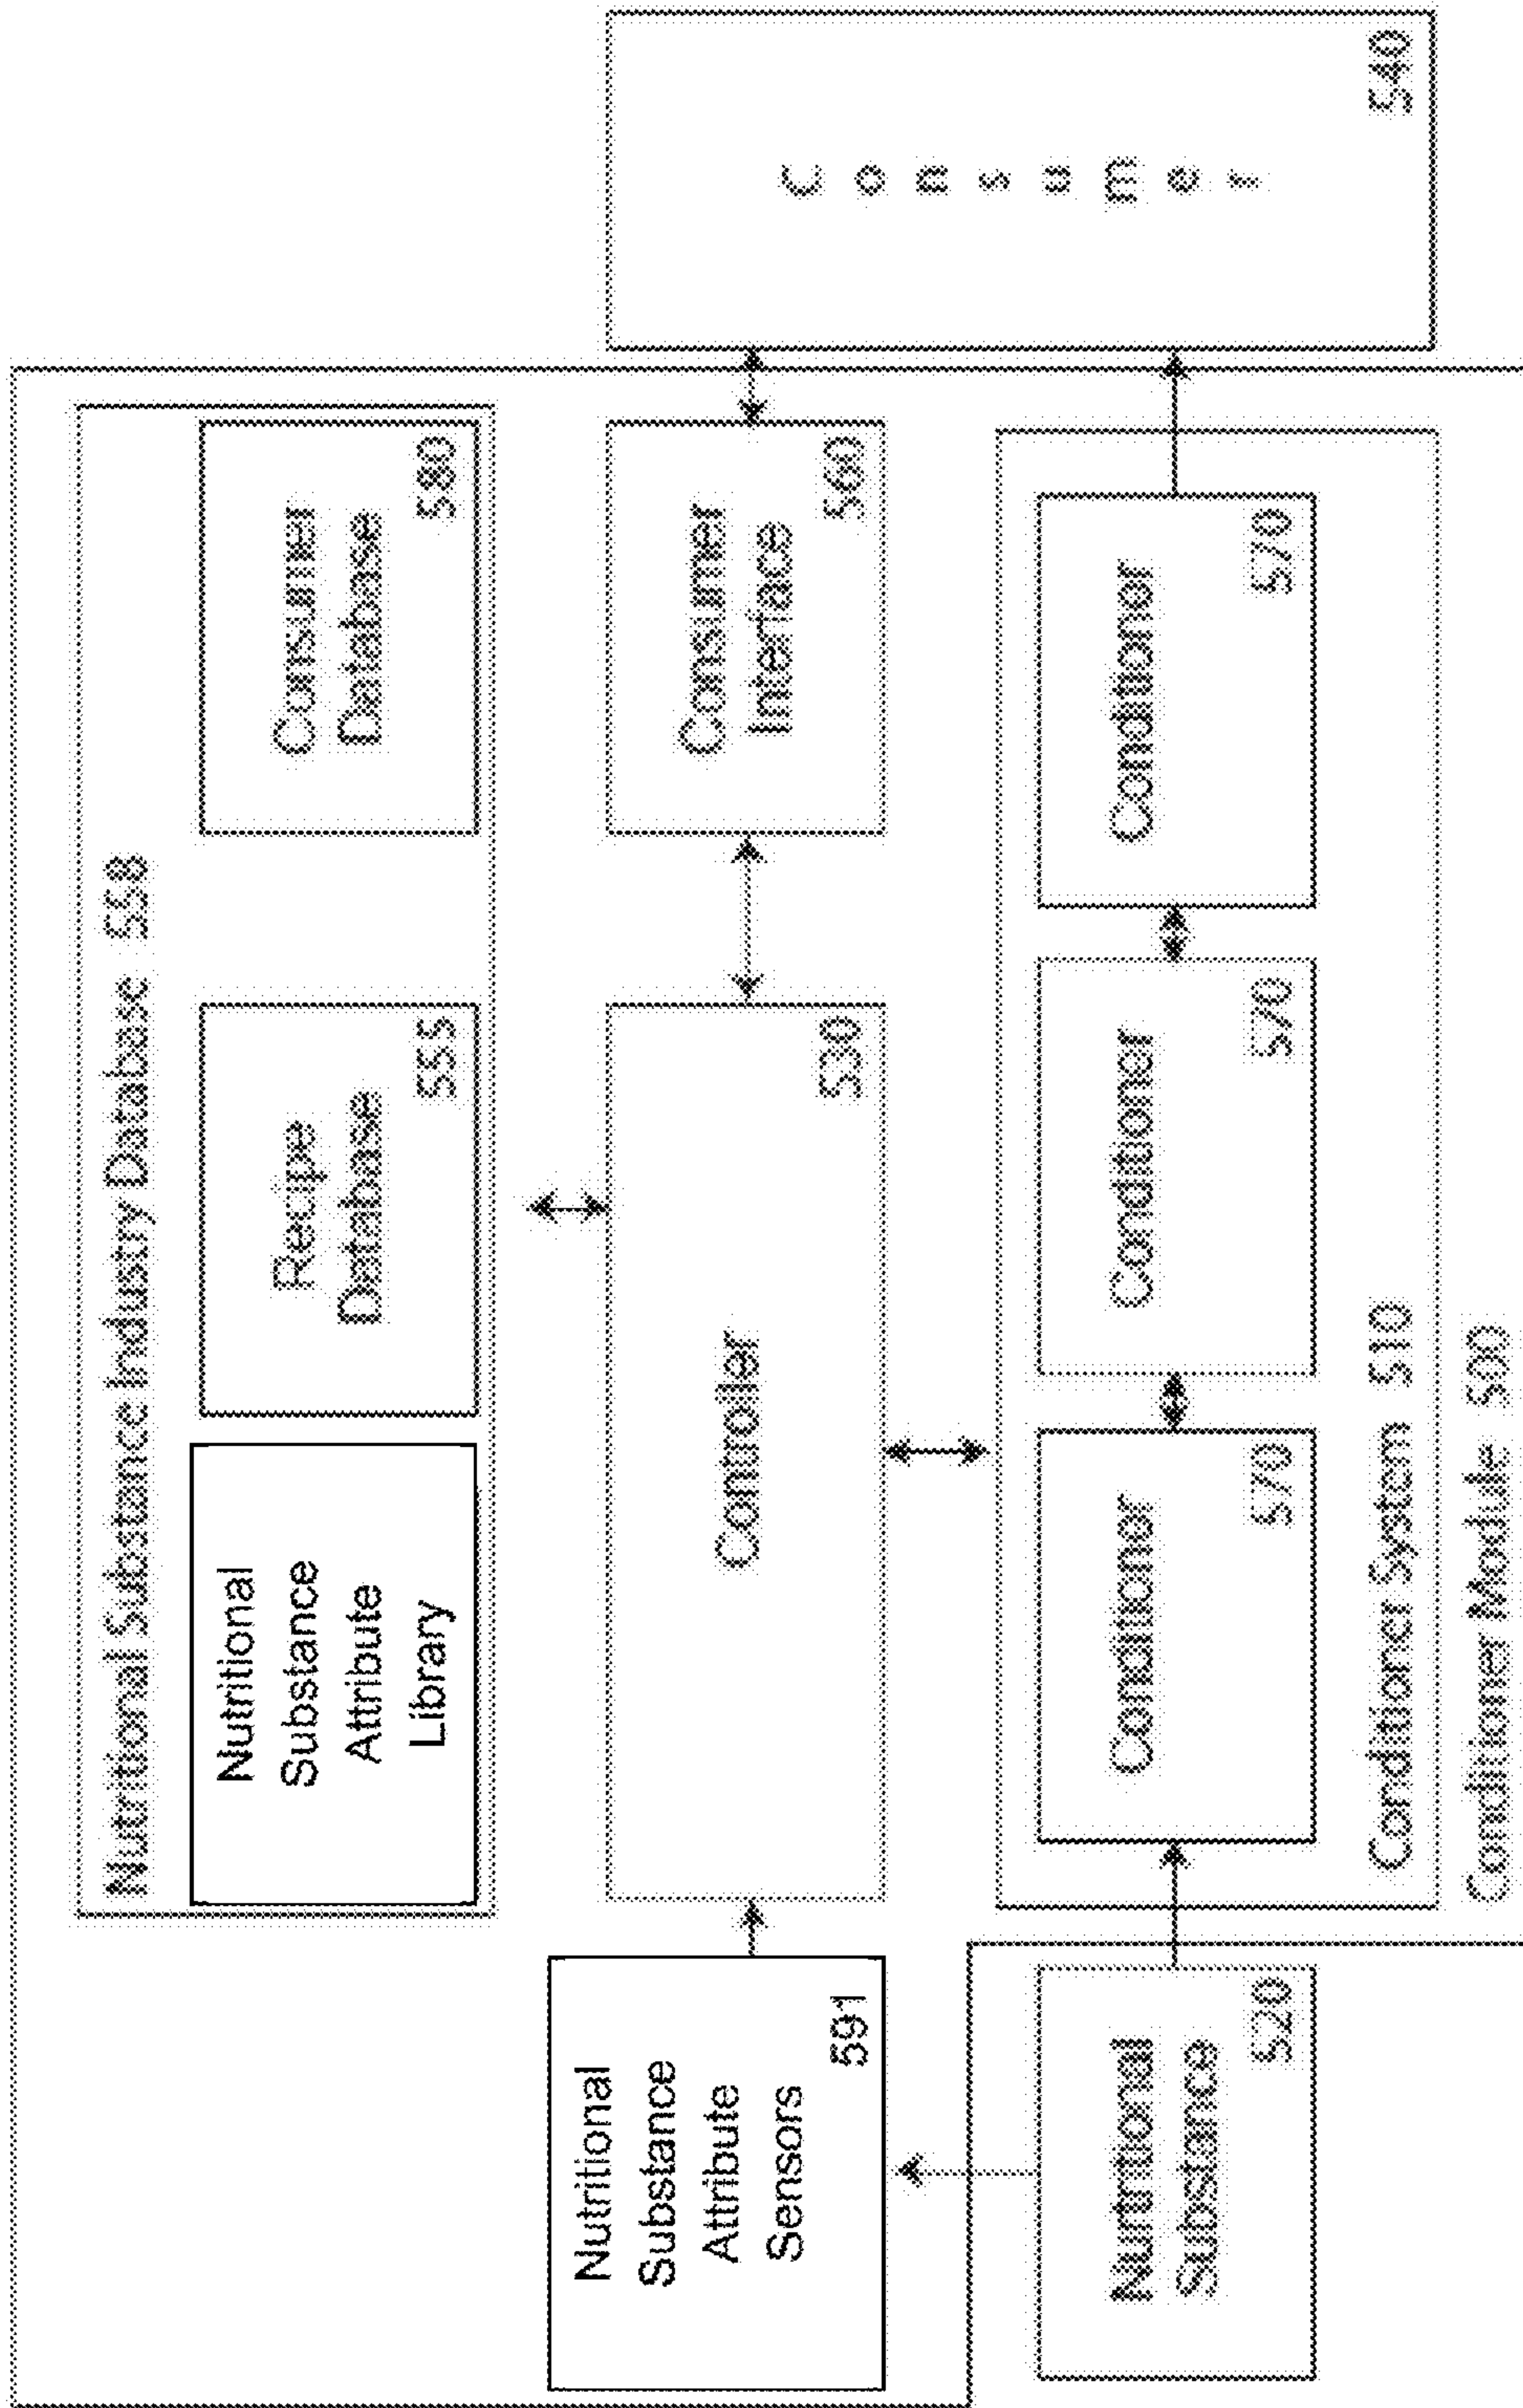 Nutritional Substance Industry Database 558
Nutritional
Substance
Attribute
Library
Recipe
Database
555
Consumer
Database
580
Nutritional
Substance
Attribute
Sensors
591
Controller
530
Consumer
Interface
560
Consumer
540
Nutritional
Substance
520
Conditioner
570
Conditioner
570
Conditioner
570
Conditioner System 510
Conditioner Module 500